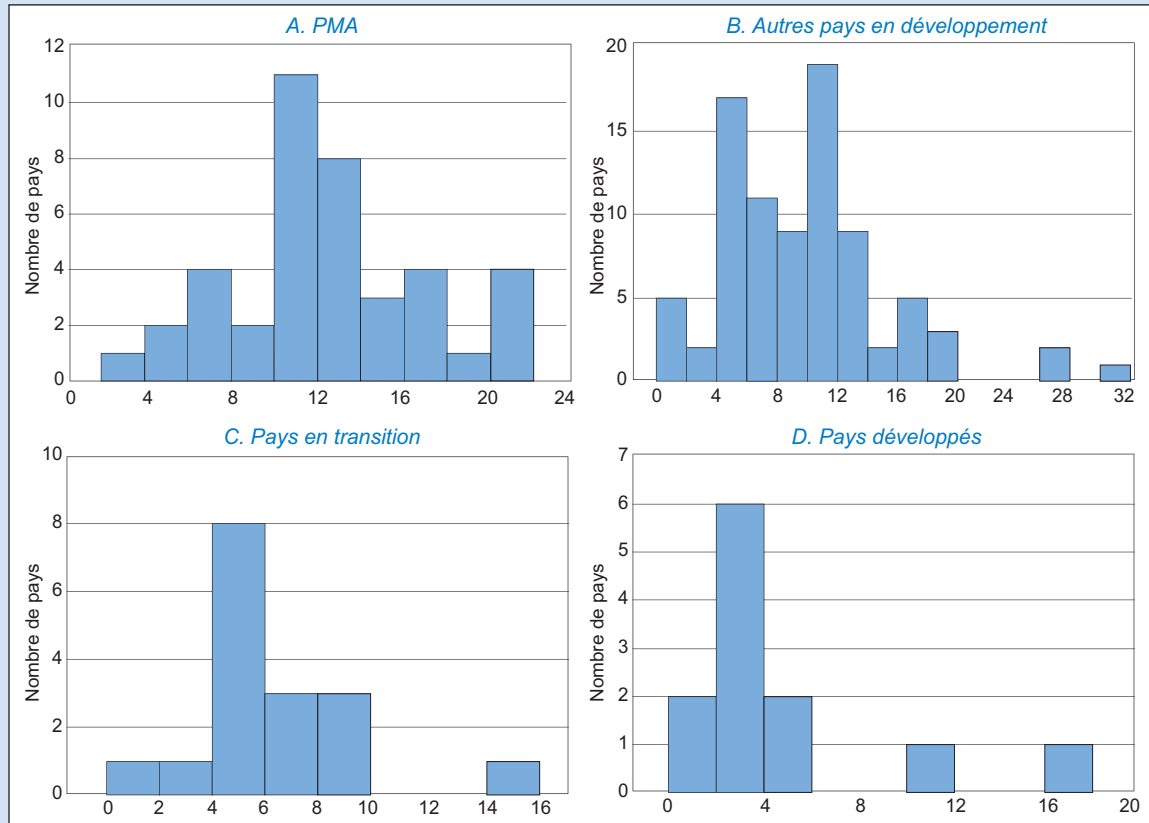 A. PMA
12
10
8
6
4
2
0
Nombre de pays
0 4 8 12 16 20 24
B. Autres pays en développement
20
15
10
5
0
Nombre de pays
0 4 8 12 16 20 24 28 32
C. Pays en transition
10
8
6
4
2
0
Nombre de pays
0 2 4 6 8 10 12 14 16
D. Pays développés
7
6
5
4
3
2
1
0
Nombre de pays
0 4 8 12 16 20